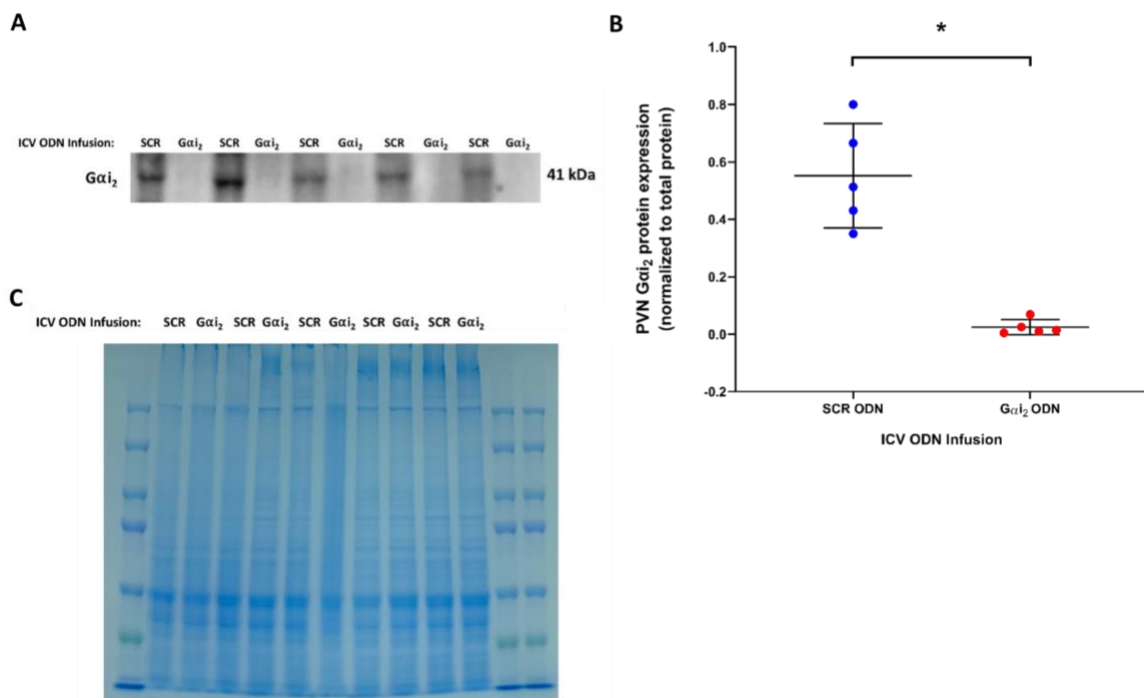 A
ICV ODN Infusion: SCR Gαi₂ SCR Gαi₂ SCR Gαi₂ SCR Gαi₂ SCR Gαi₂
Gαi₂
41 kDa
B
*
PVN Gαi₂ protein expression
(normalized to total protein)
1.0
0.8
0.6
0.4
0.2
0.0
-0.2
SCR ODN
Gαi₂ ODN
ICV ODN Infusion
C
ICV ODN Infusion: SCR Gαi₂ SCR Gαi₂ SCR Gαi₂ SCR Gαi₂ SCR Gαi₂